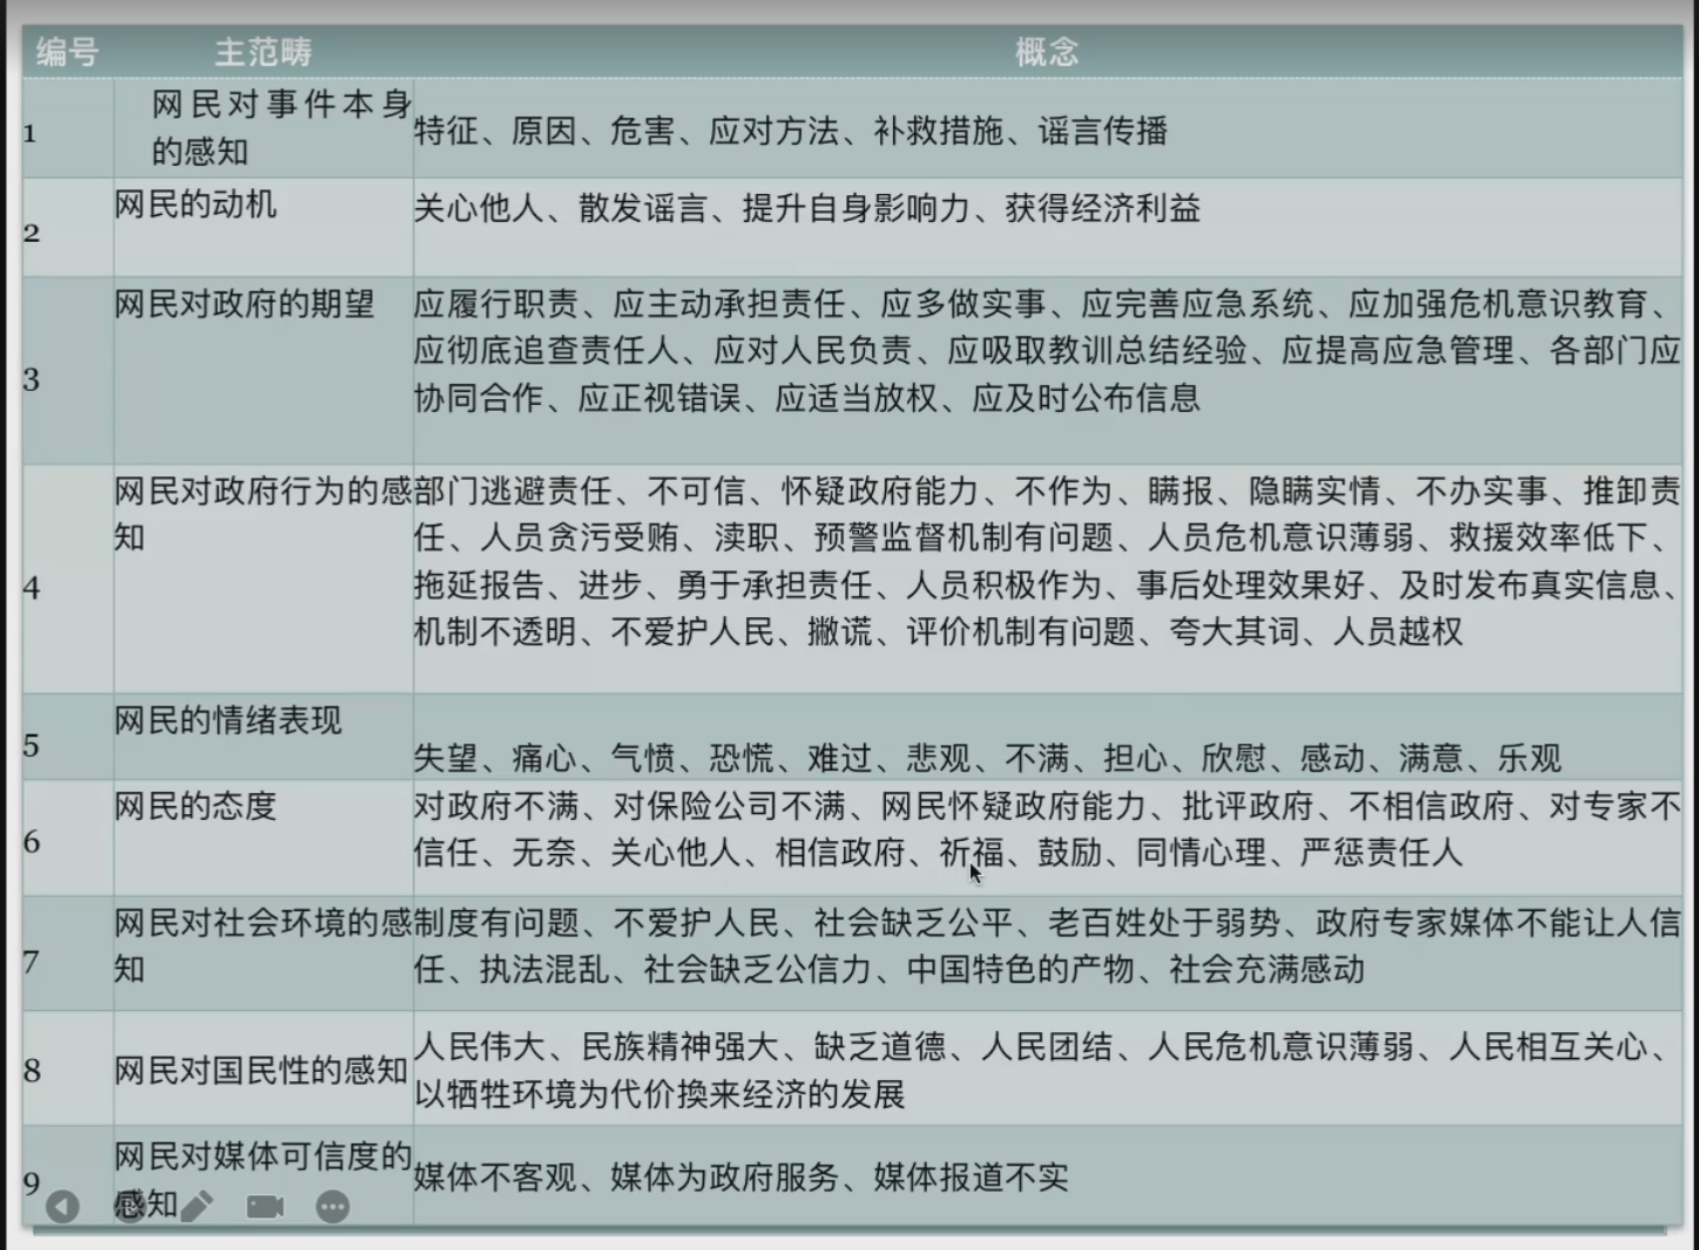 编号 主范畴 概念
1
网民对事件本身
的感知
特征、原因、危害、应对方法、补救措施、谣言传播
2
网民的动机
关心他人、散发谣言、提升自身影响力、获得经济利益
3
网民对政府的期望
应履行职责、应主动承担责任、应多做实事、应完善应急系统、应加强危机意识教育、
应彻底追查责任人、应对人民负责、应吸取教训总结经验、应提高应急管理、各部门应
协同合作、应正视错误、应适当放权、应及时公布信息
4
网民对政府行为的感
知
部门逃避责任、不可信、怀疑政府能力、不作为、瞒报、隐瞒实情、不办实事、推卸责
任、人员贪污受贿、渎职、预警监督机制有问题、人员危机意识薄弱、救援效率低下、
拖延报告、进步、勇于承担责任、人员积极作为、事后处理效果好、及时发布真实信息、
机制不透明、不爱护人民、撇谎、评价机制有问题、夸大其词、人员越权
5
网民的情绪表现
失望、痛心、气愤、恐慌、难过、悲观、不满、担心、欣慰、感动、满意、乐观
6
网民的态度
对政府不满、对保险公司不满、网民怀疑政府能力、批评政府、不相信政府、对专家不
信任、无奈、关心他人、相信政府、祈福、鼓励、同情心理、严惩责任人
7
网民对社会环境的感
知
制度有问题、不爱护人民、社会缺乏公平、老百姓处于弱势、政府专家媒体不能让人信
任、执法混乱、社会缺乏公信力、中国特色的产物、社会充满感动
8
网民对国民性的感知
人民伟大、民族精神强大、缺乏道德、人民团结、人民危机意识薄弱、人民相互关心、
以牺牲环境为代价换来经济的发展
9
网民对媒体可信度的
感知
媒体不客观、媒体为政府服务、媒体报道不实